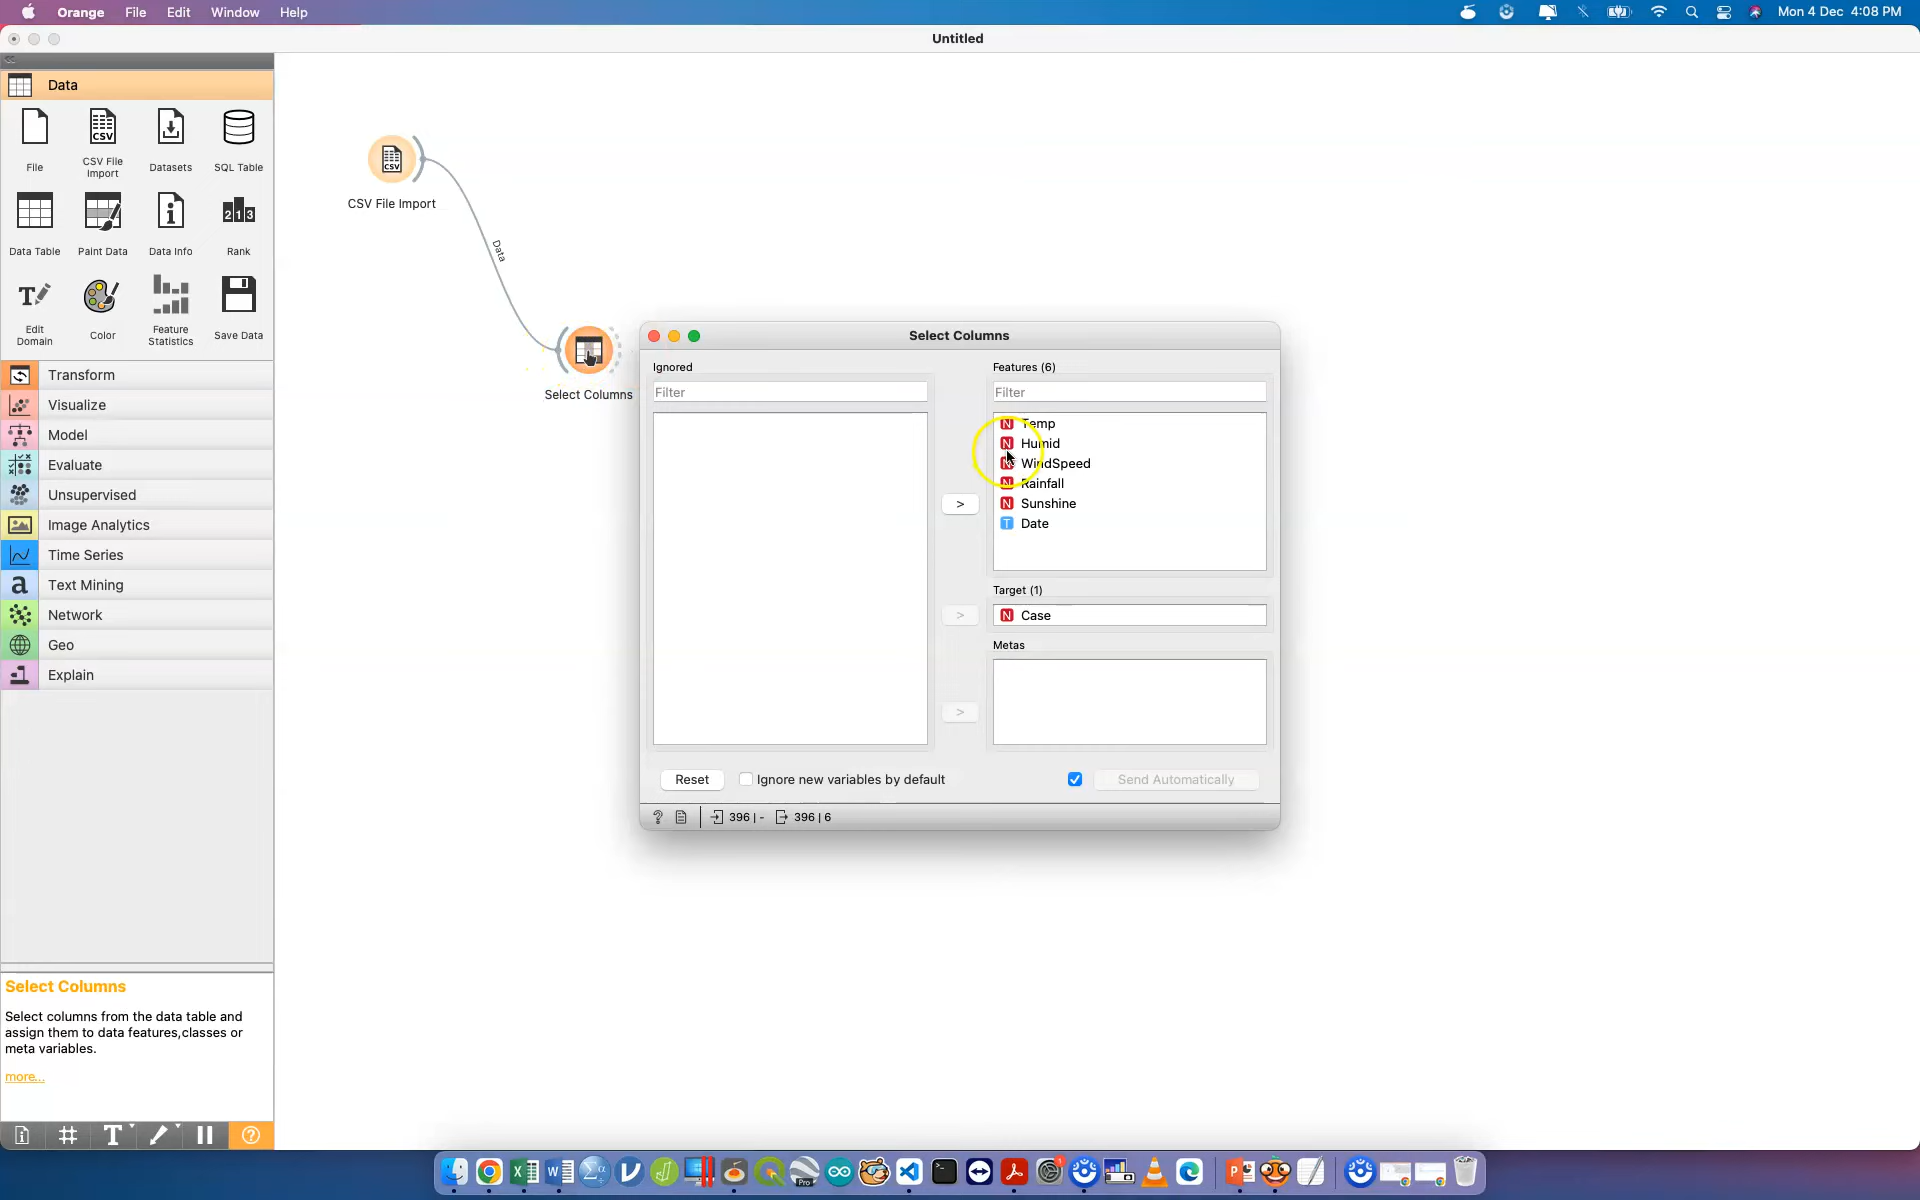 Orange File Edit Window Help
Mon 4 Dec 4:08 PM
Untitled
Data
File
CSV File Import
Datasets
SQL Table
Data Table
Paint Data
Data Info
Rank
Edit Domain
Color
Feature Statistics
Save Data
Transform
Visualize
Model
Evaluate
Unsupervised
Image Analytics
Time Series
Text Mining
Network
Geo
Explain
Select Columns
Select columns from the data table and
assign them to data features,classes or
meta variables.
more...
CSV File Import
Data
Select Columns
Select Columns
Ignored
Filter
Features (6)
Filter
N Temp
N Humid
N WindSpeed
N Rainfall
N Sunshine
T Date
>
Target (1)
> N Case
Metas
>
Reset
Ignore new variables by default
Send Automatically
? 396 | - 396 | 6